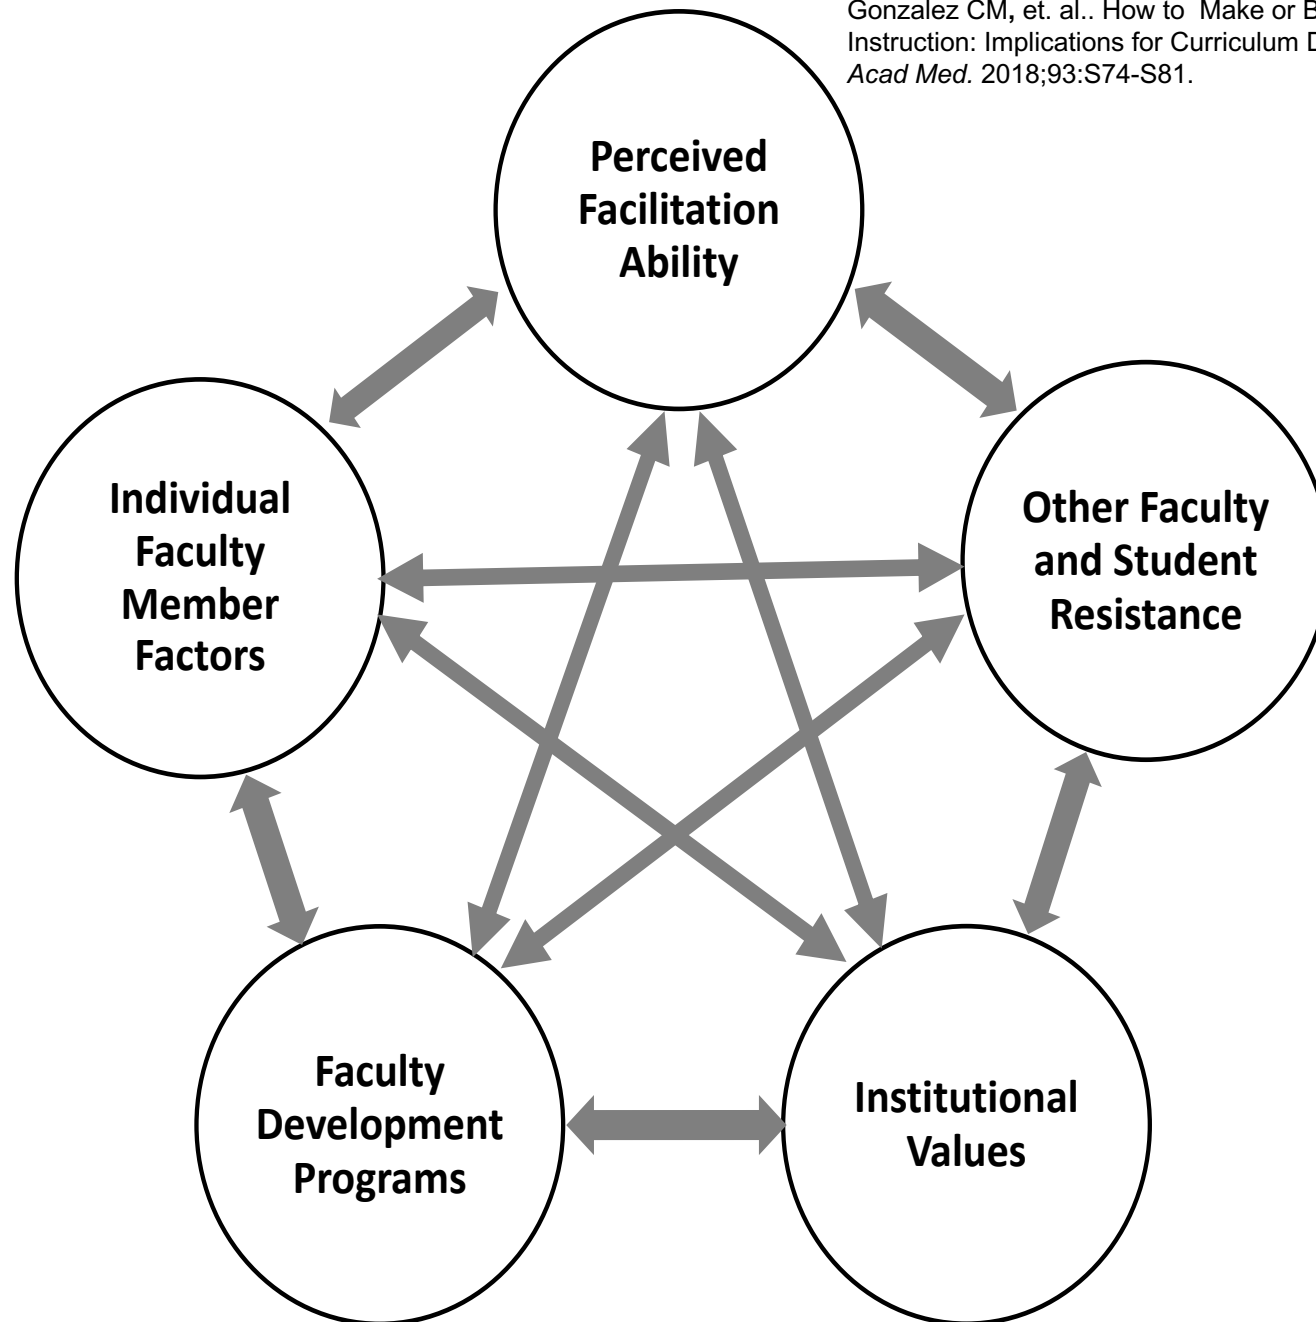 Gonzalez CM, et. al.. How to  Make or B
Instruction: Implications for Curriculum D
Acad Med. 2018;93:S74-S81.
Perceived
Facilitation
Ability
Individual
Faculty
Member
Factors
Other Faculty
and Student
Resistance
Faculty
Development
Programs
Institutional
Values